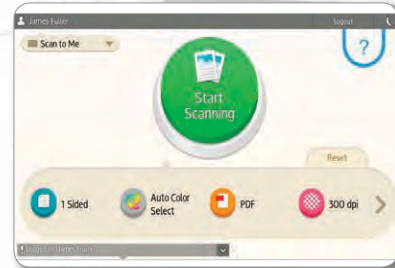 James Fuller
logout
Scan to Me
?
Start
Scanning
Reset
1 Sided
Auto Color
Select
PDF
300 dpi